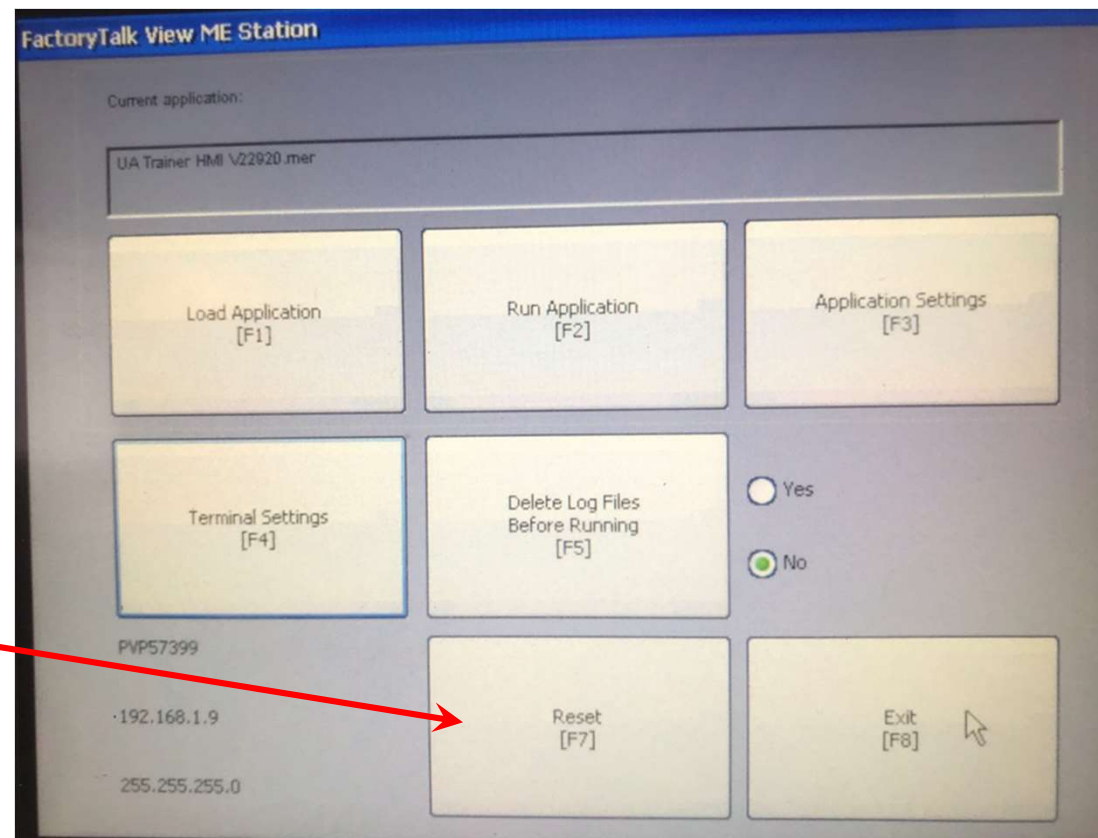 FactoryTalk View ME Station
Current application:
UA Trainer HMI V22920.mer
Load Application
[F1]
Run Application
[F2]
Application Settings
[F3]
Terminal Settings
[F4]
Delete Log Files
Before Running
[F5]
Yes
No
PVP57399
192.168.1.9
255.255.255.0
Reset
[F7]
Exit
[F8]